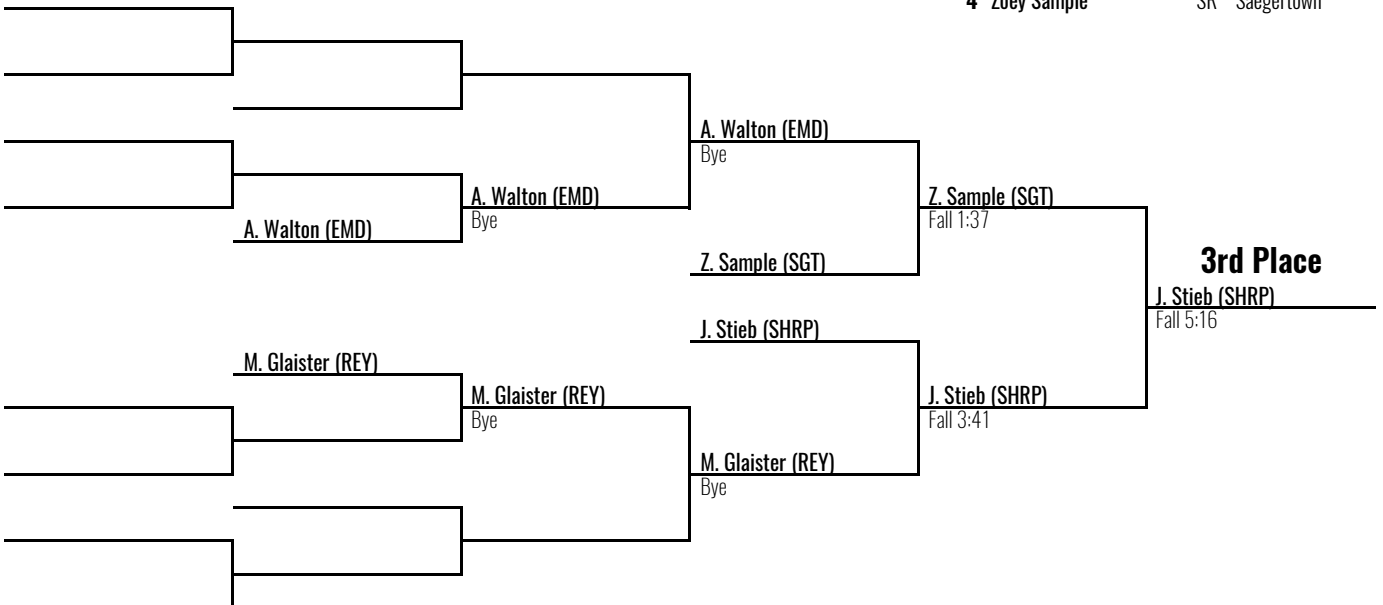 4 Zoey Sample SR Saegertown
A. Walton (EMD)
Bye
A. Walton (EMD)
Bye
Z. Sample (SGT)
Fall 1:37
A. Walton (EMD)
Z. Sample (SGT)
3rd Place
J. Stieb (SHRP)
Fall 5:16
J. Stieb (SHRP)
M. Glaister (REY)
M. Glaister (REY)
Bye
J. Stieb (SHRP)
Fall 3:41
M. Glaister (REY)
Bye